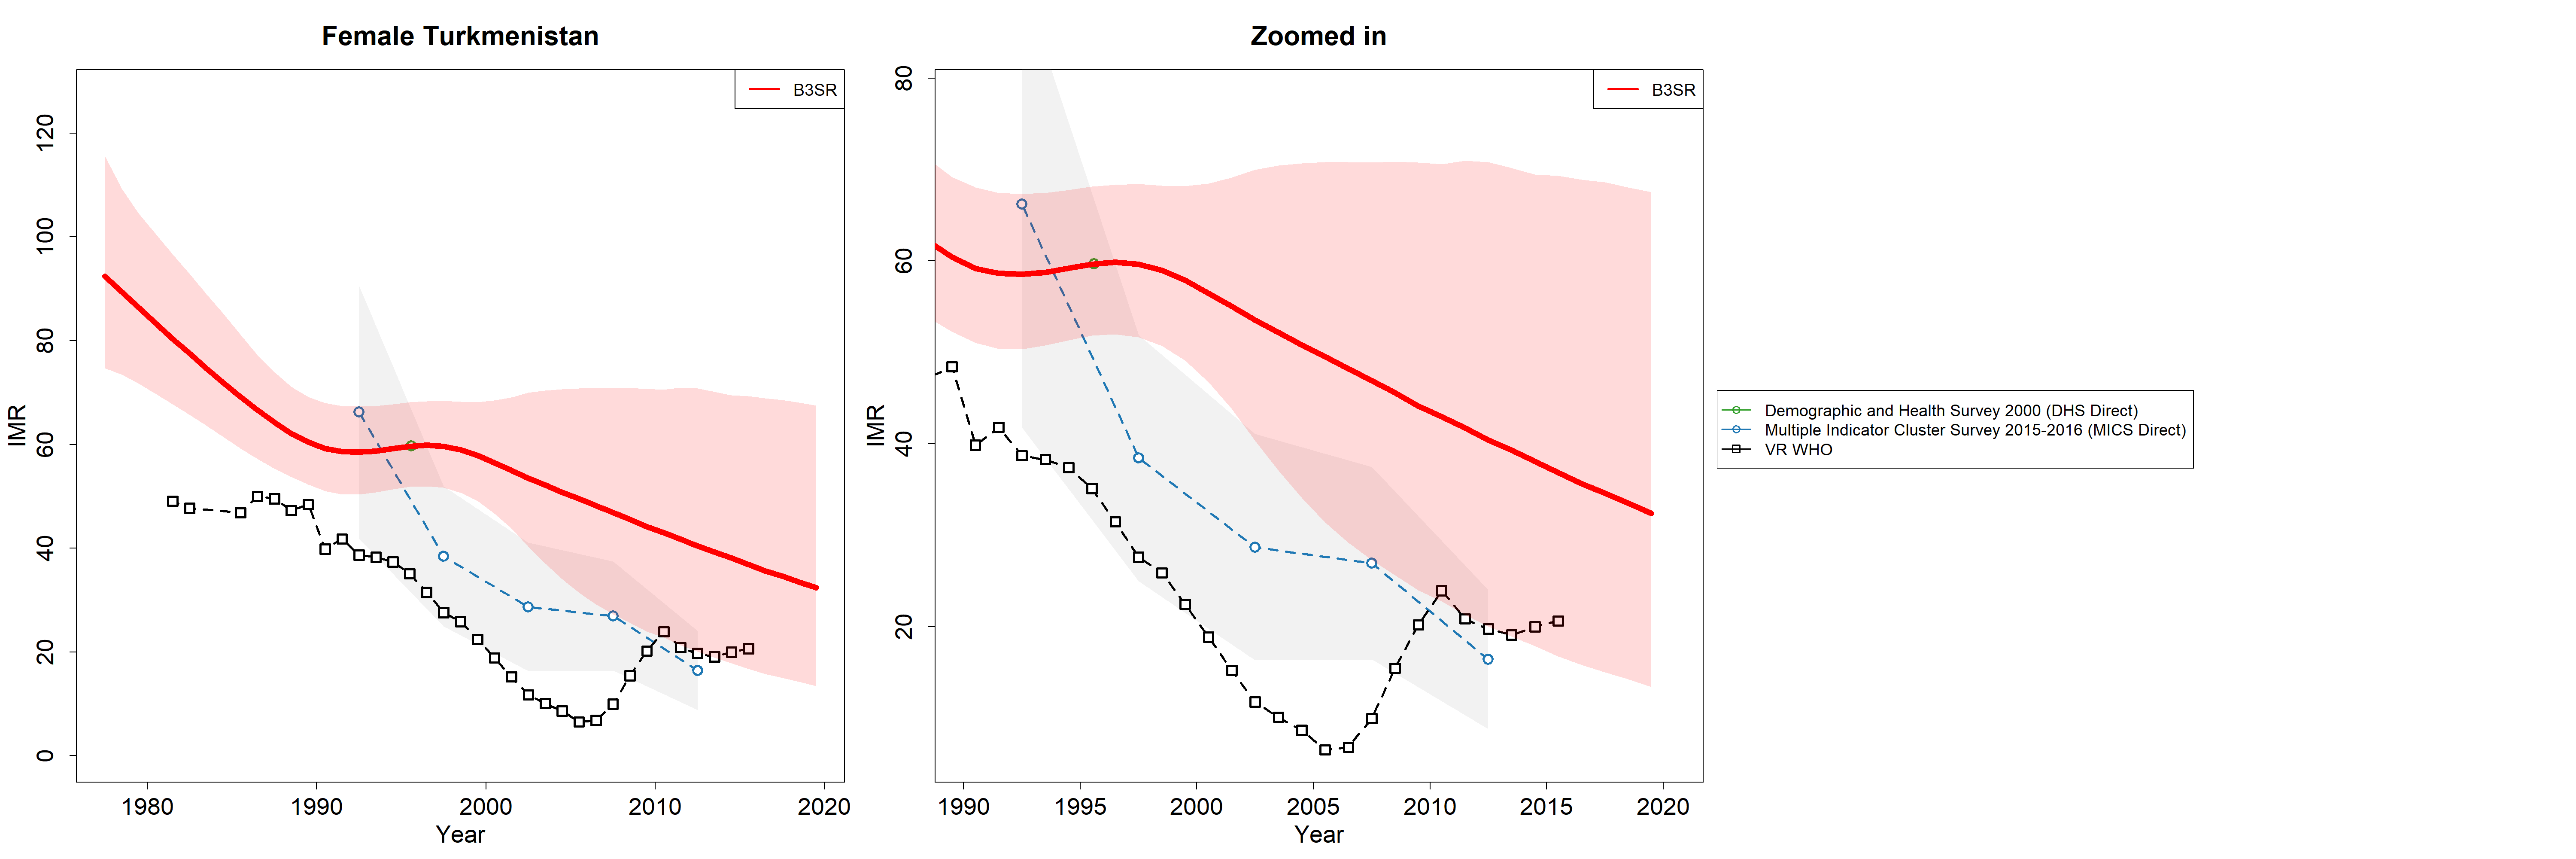 Female Turkmenistan
B3SR
IMR
120
100
80
60
40
20
0
1980 1990 2000 2010 2020
Year
Zoomed in
B3SR
IMR
80
60
40
20
1990 1995 2000 2005 2010 2015 2020
Year
Demographic and Health Survey 2000 (DHS Direct)
Multiple Indicator Cluster Survey 2015-2016 (MICS Direct)
VR WHO